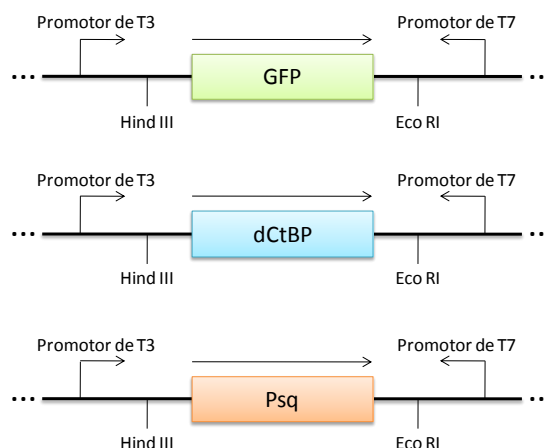 Promotor de T3
Promotor de T7
GFP
Hind III
Eco RI
Promotor de T3
Promotor de T7
dCtBP
Hind III
Eco RI
Promotor de T3
Promotor de T7
Psq
Hind III
Eco RI